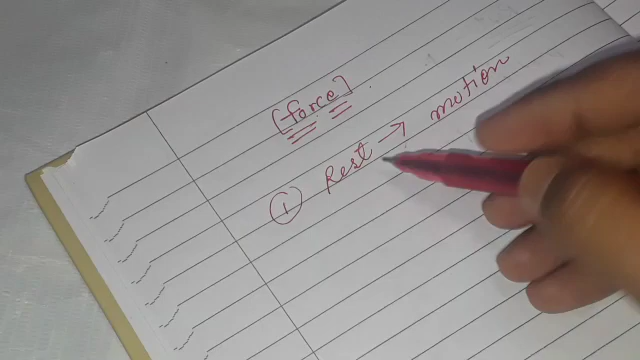 [force]
① Rest → motion